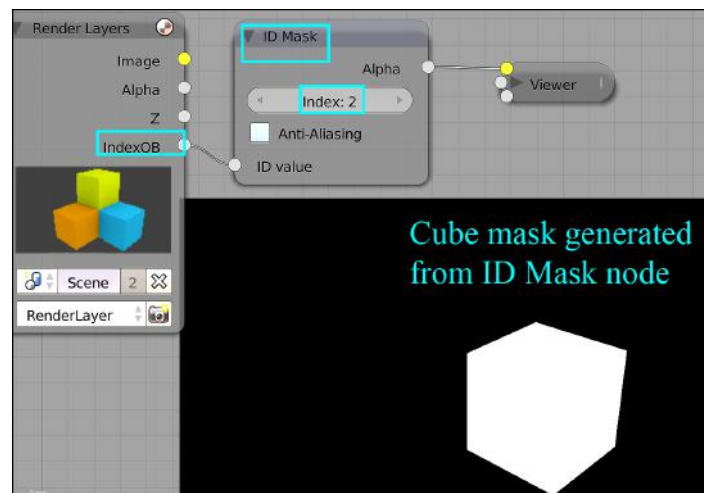 Render Layers
Image
Alpha
Z
IndexOB
Scene 2
RenderLayer
ID Mask
Alpha
Index: 2
Anti-Aliasing
ID value
Viewer
Cube mask generated
from ID Mask node